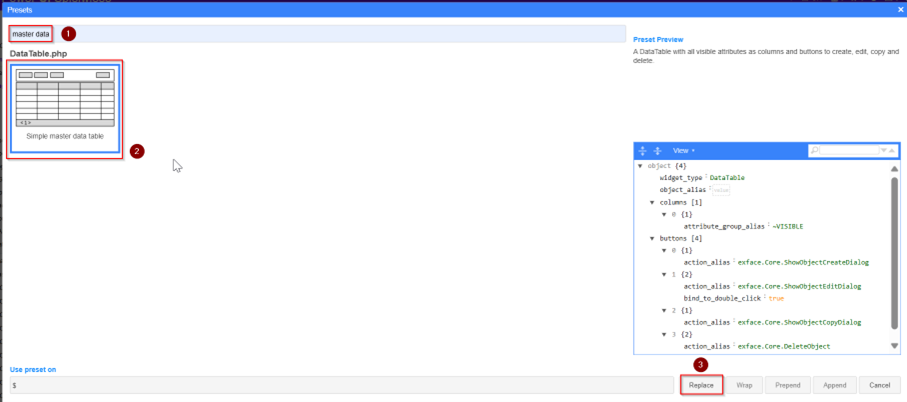 Presets
×
master data
1
DataTable.php
<1>
Simple master data table
2
Preset Preview
A DataTable with all visible attributes as columns and buttons to create, edit, copy and
delete.
View
object {4}
widget_type : DataTable
object_alias : value
columns [1]
0 {1}
attribute_group_alias : ~VISIBLE
buttons [4]
0 {1}
action_alias : exface.Core.ShowObjectCreateDialog
1 {2}
action_alias : exface.Core.ShowObjectEditDialog
bind_to_double_click : true
2 {1}
action_alias : exface.Core.ShowObjectCopyDialog
3 {2}
action_alias : exface.Core.DeleteObject
Use preset on
3
$
Replace Wrap Prepend Append Cancel